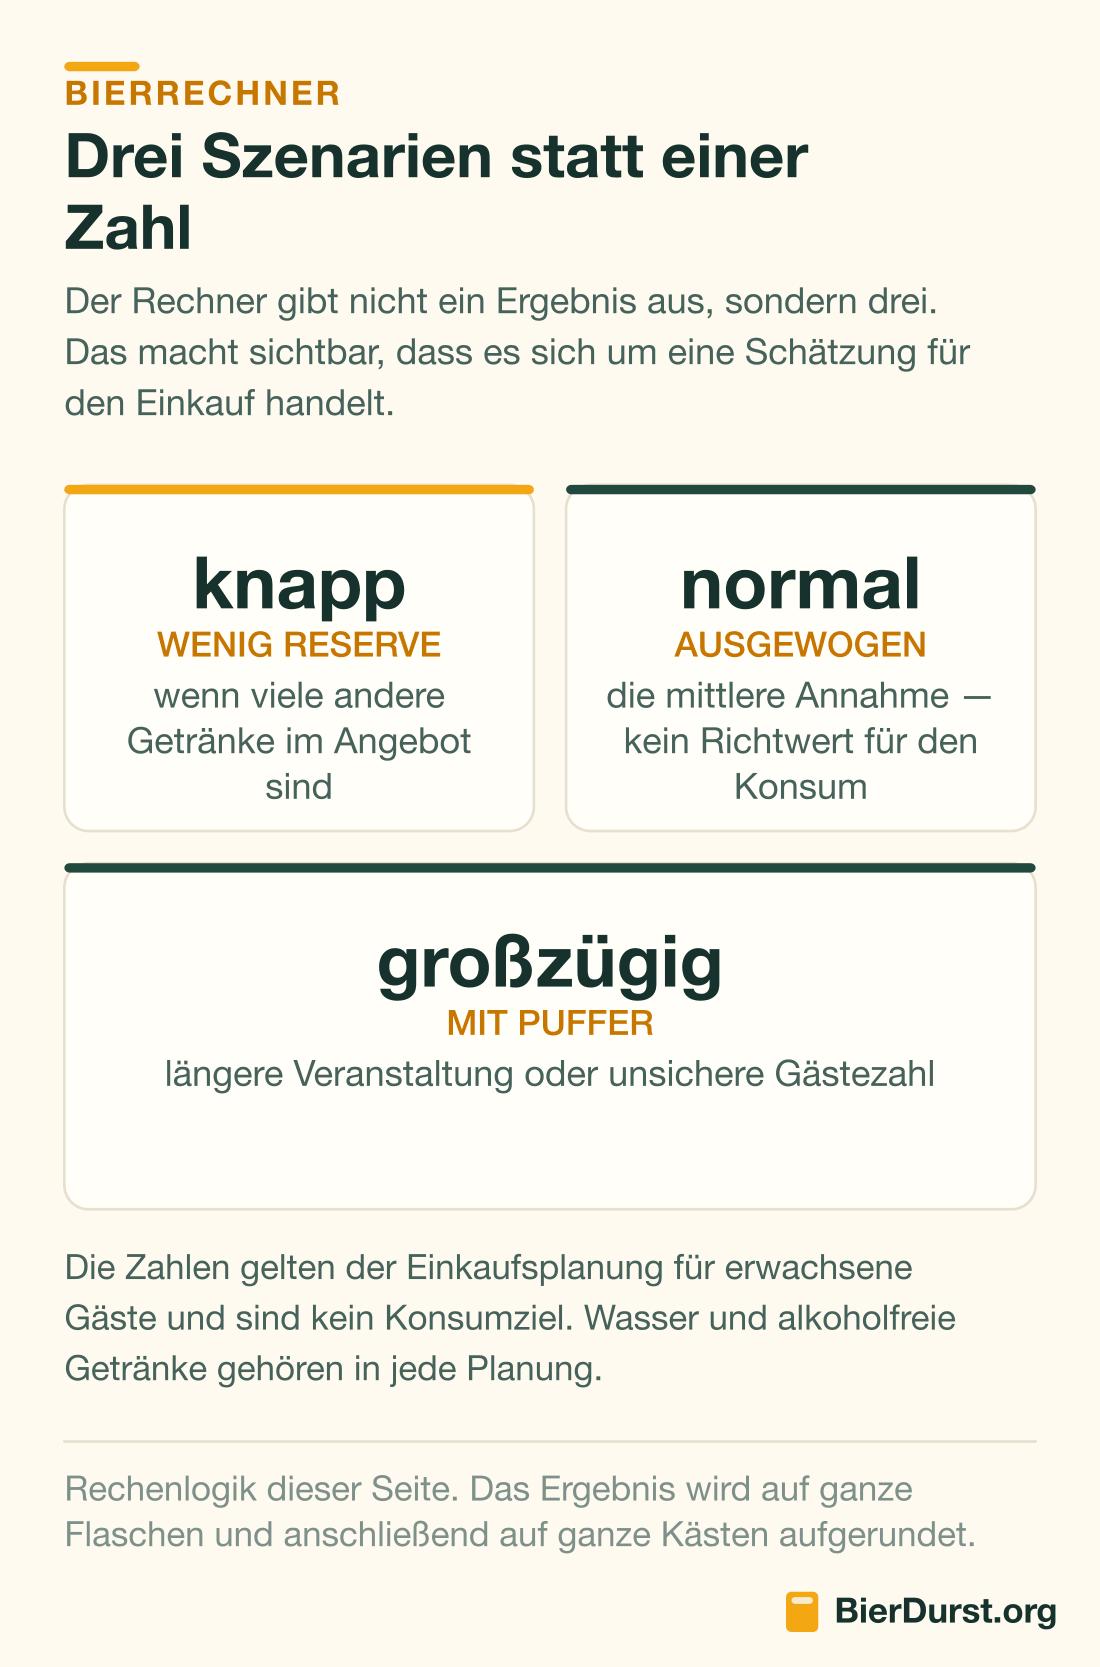 BIERRECHNER
Drei Szenarien statt einer
Zahl
Der Rechner gibt nicht ein Ergebnis aus, sondern drei.
Das macht sichtbar, dass es sich um eine Schätzung für
den Einkauf handelt.
knapp
WENIG RESERVE
wenn viele andere
Getränke im Angebot
sind
normal
AUSGEWOGEN
die mittlere Annahme —
kein Richtwert für den
Konsum
großzügig
MIT PUFFER
längere Veranstaltung oder unsichere Gästezahl
Die Zahlen gelten der Einkaufsplanung für erwachsene
Gäste und sind kein Konsumziel. Wasser und alkoholfreie
Getränke gehören in jede Planung.
Rechenlogik dieser Seite. Das Ergebnis wird auf ganze
Flaschen und anschließend auf ganze Kästen aufgerundet.
BierDurst.org